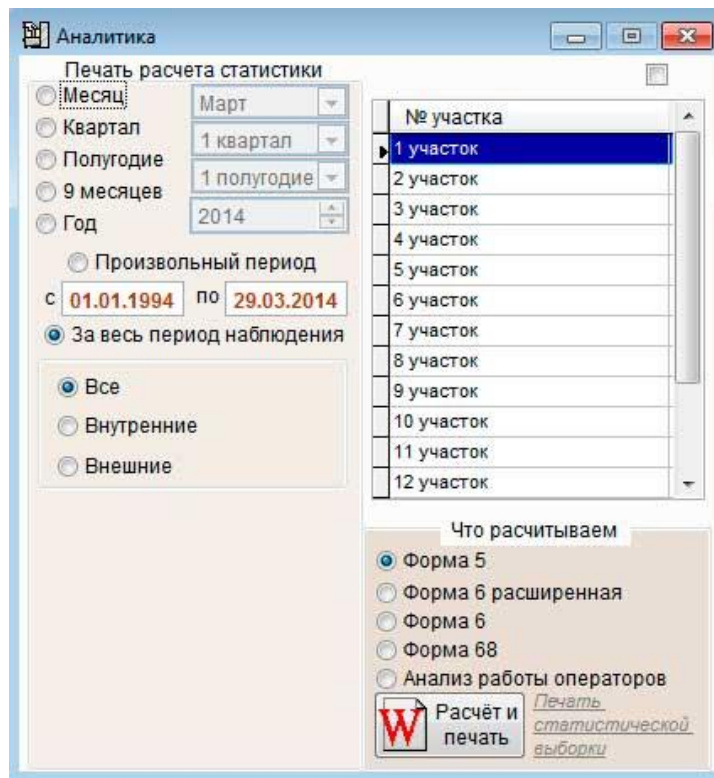 Аналитика
Печать расчета статистики
Месяц
Март
Квартал
1 квартал
Полугодие
1 полугодие
9 месяцев
Год
2014
Произвольный период
с 01.01.1994 по 29.03.2014
За весь период наблюдения
Все
Внутренние
Внешние
№ участка
1 участок
2 участок
3 участок
4 участок
5 участок
6 участок
7 участок
8 участок
9 участок
10 участок
11 участок
12 участок
Что расчитываем
Форма 5
Форма 6 расширенная
Форма 6
Форма 68
Анализ работы операторов
W
Расчёт и
печать
Печать
статистической
выборки